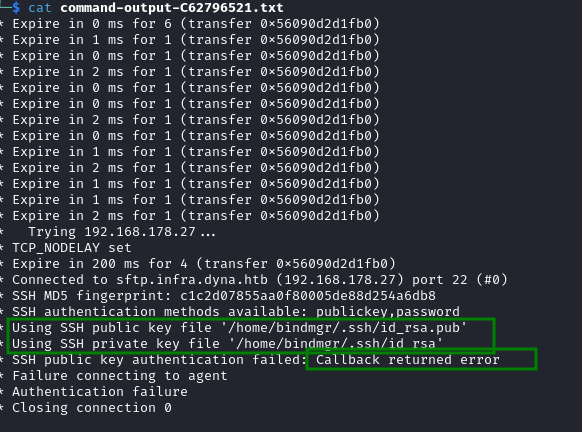 $ cat command-output-C62796521.txt
* Expire in 0 ms for 6 (transfer 0×56090d2d1fb0)
* Expire in 1 ms for 1 (transfer 0×56090d2d1fb0)
* Expire in 0 ms for 1 (transfer 0×56090d2d1fb0)
* Expire in 2 ms for 1 (transfer 0×56090d2d1fb0)
* Expire in 0 ms for 1 (transfer 0×56090d2d1fb0)
* Expire in 0 ms for 1 (transfer 0×56090d2d1fb0)
* Expire in 2 ms for 1 (transfer 0×56090d2d1fb0)
* Expire in 0 ms for 1 (transfer 0×56090d2d1fb0)
* Expire in 1 ms for 1 (transfer 0×56090d2d1fb0)
* Expire in 2 ms for 1 (transfer 0×56090d2d1fb0)
* Expire in 1 ms for 1 (transfer 0×56090d2d1fb0)
* Expire in 1 ms for 1 (transfer 0×56090d2d1fb0)
* Expire in 2 ms for 1 (transfer 0×56090d2d1fb0)
*   Trying 192.168.178.27...
* TCP_NODELAY set
* Expire in 200 ms for 4 (transfer 0×56090d2d1fb0)
* Connected to sftp.infra.dyna.htb (192.168.178.27) port 22 (#0)
* SSH MD5 fingerprint: c1c2d07855aa0f80005de88d254a6db8
* SSH authentication methods available: publickey,password
* Using SSH public key file '/home/bindmgr/.ssh/id_rsa.pub'
* Using SSH private key file '/home/bindmgr/.ssh/id_rsa'
* SSH public key authentication failed: Callback returned error
* Failure connecting to agent
* Authentication failure
* Closing connection 0